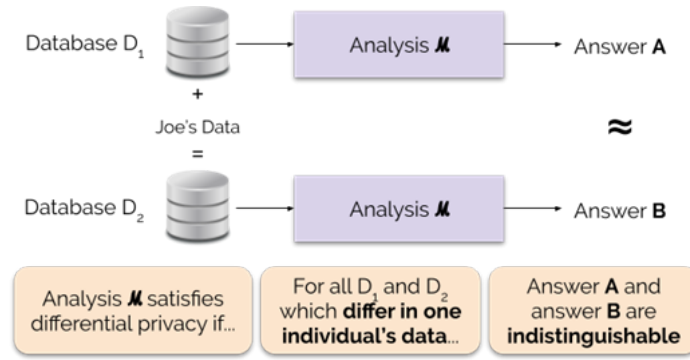 Database D₁
Analysis 𝓜
Answer A
+
Joe's Data
=
≈
Database D₂
Analysis 𝓜
Answer B
Analysis 𝓜 satisfies
differential privacy if...
For all D₁ and D₂
which differ in one
individual's data...
Answer A and
answer B are
indistinguishable